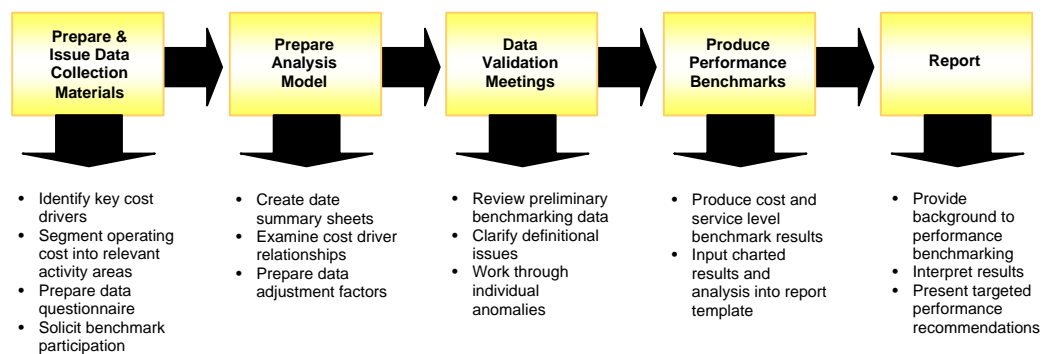 Prepare &
Issue Data
Collection
Materials
Prepare
Analysis
Model
Data
Validation
Meetings
Produce
Performance
Benchmarks
Report
• Identify key cost
drivers
• Segment operating
cost into relevant
activity areas
• Prepare data
questionnaire
• Solicit benchmark
participation
• Create date
summary sheets
• Examine cost driver
relationships
• Prepare data
adjustment factors
• Review preliminary
benchmarking data
• Clarify definitional
issues
• Work through
individual
anomalies
• Produce cost and
service level
benchmark results
• Input charted
results and
analysis into report
template
• Provide
background to
performance
benchmarking
• Interpret results
• Present targeted
performance
recommendations